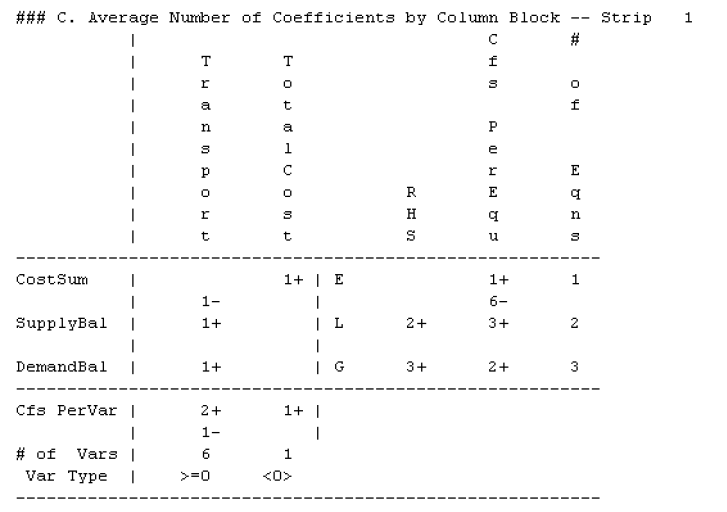 ### C. Average Number of Coefficients by Column Block -- Strip   1
             |                                         C        #
             |       T        T                        f
             |       r        o                        s        o
             |       a        t                                 f
             |       n        a                        P
             |       s        l                        e
             |       p        C                        r        E
             |       o        o              R         E        q
             |       r        s              H         q        n
             |       t        t              S         u        s
--------------------------------------------------------------------
CostSum      |                1+ | E                   1+       1
             |       1-          |                     6-
SupplyBal    |       1+          | L         2+        3+       2
             |                   |
DemandBal    |       1+          | G         3+        2+       3
--------------------------------------------------------------------
Cfs PerVar   |       2+       1+ |
             |       1-          |
# of  Vars   |       6        1
 Var Type    |     >=0      <0>
--------------------------------------------------------------------